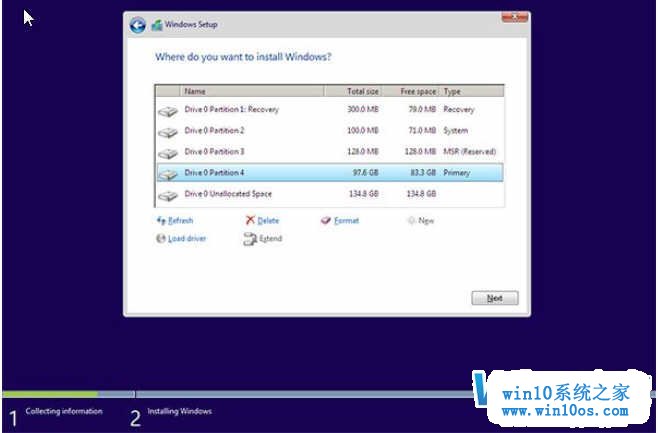 Windows Setup
Where do you want to install Windows?
Name Total size Free space Type
Drive 0 Partition 1: Recovery 300.0 MB 79.0 MB Recovery
Drive 0 Partition 2 100.0 MB 71.0 MB System
Drive 0 Partition 3 128.0 MB 128.0 MB MSR (Reserved)
Drive 0 Partition 4 97.6 GB 83.3 GB Primary
Drive 0 Unallocated Space 134.8 GB 134.8 GB
Refresh Delete Format New
Load driver Extend
Next
1 Collecting information 2 Installing Windows
win10系统之家
www.win10os.com